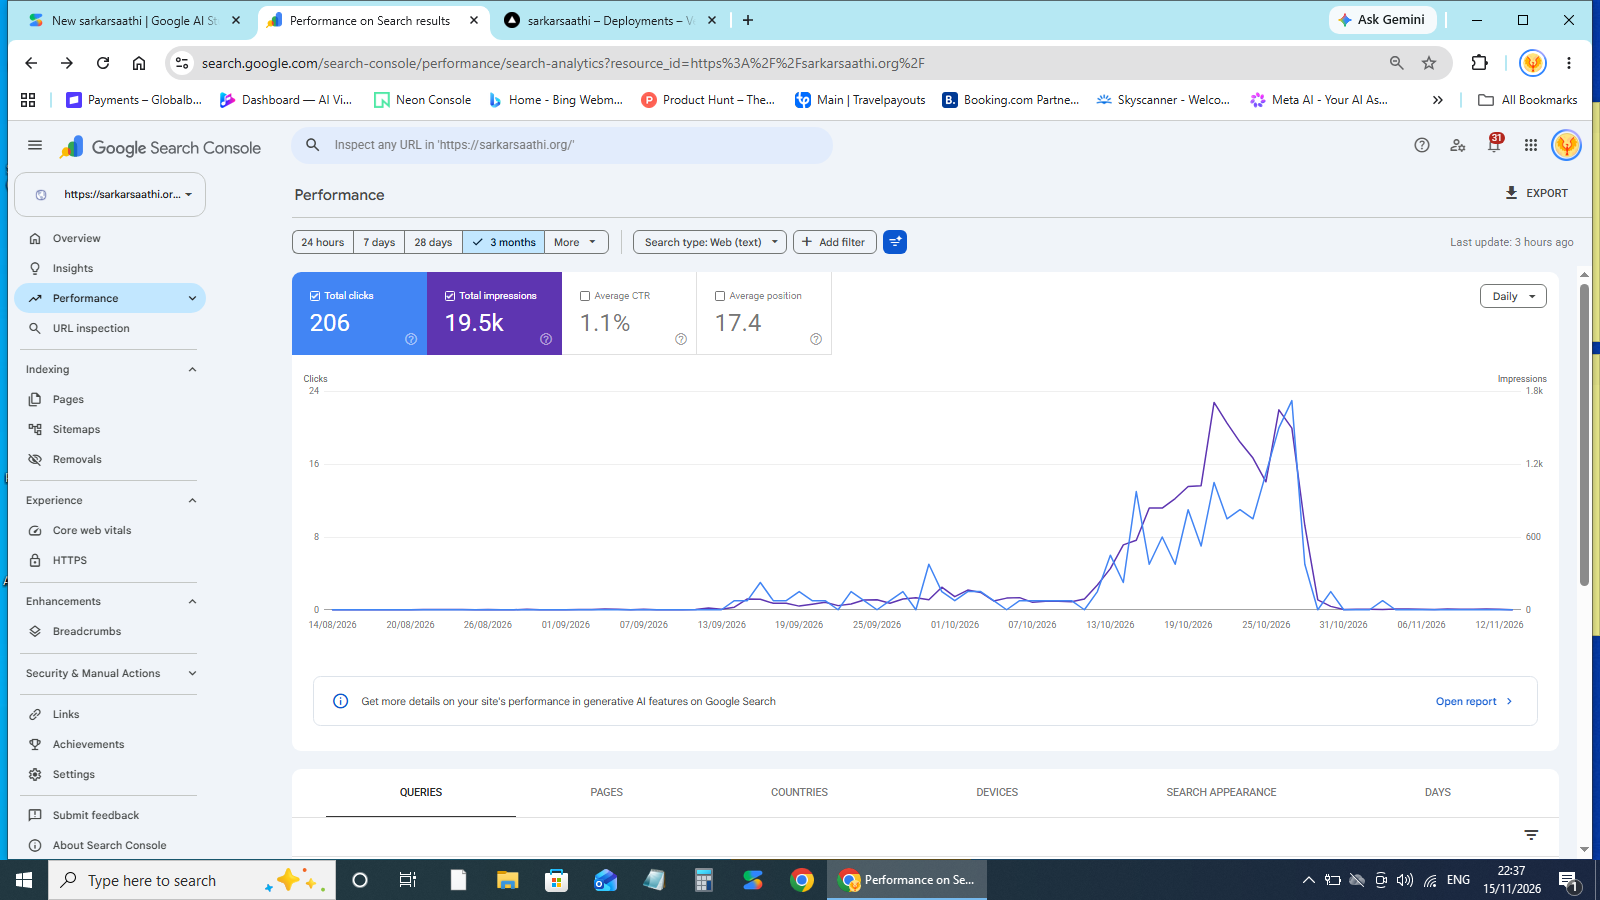 New sarkarsaathi | Google AI St
Performance on Search results
sarkarsaathi – Deployments – V
Ask Gemini
search.google.com/search-console/performance/search-analytics?resource_id=https%3A%2F%2Fsarkarsaathi.org%2F
Payments – Globalb...
Dashboard — AI Vi...
Neon Console
Home - Bing Webm...
Product Hunt – The...
Main | Travelpayouts
Booking.com Partne...
Skyscanner - Welco...
Meta AI - Your AI As...
All Bookmarks
Google Search Console
Inspect any URL in 'https://sarkarsaathi.org/'
31
https://sarkarsaathi.or...
Performance
EXPORT
24 hours
7 days
28 days
3 months
More
Search type: Web (text)
Add filter
Last update: 3 hours ago
Overview
Insights
Performance
URL inspection
Indexing
Pages
Sitemaps
Removals
Experience
Core web vitals
HTTPS
Enhancements
Breadcrumbs
Security & Manual Actions
Links
Achievements
Settings
Submit feedback
About Search Console
Total clicks
206
Total impressions
19.5k
Average CTR
1.1%
Average position
17.4
Daily
Clicks
Impressions
24
1.8k
16
1.2k
8
600
0
0
14/08/2026
20/08/2026
26/08/2026
01/09/2026
07/09/2026
13/09/2026
19/09/2026
25/09/2026
01/10/2026
07/10/2026
13/10/2026
19/10/2026
25/10/2026
31/10/2026
06/11/2026
12/11/2026
Get more details on your site's performance in generative AI features on Google Search
Open report
QUERIES
PAGES
COUNTRIES
DEVICES
SEARCH APPEARANCE
DAYS
Type here to search
Performance on Se...
ENG
22:37
15/11/2026
1